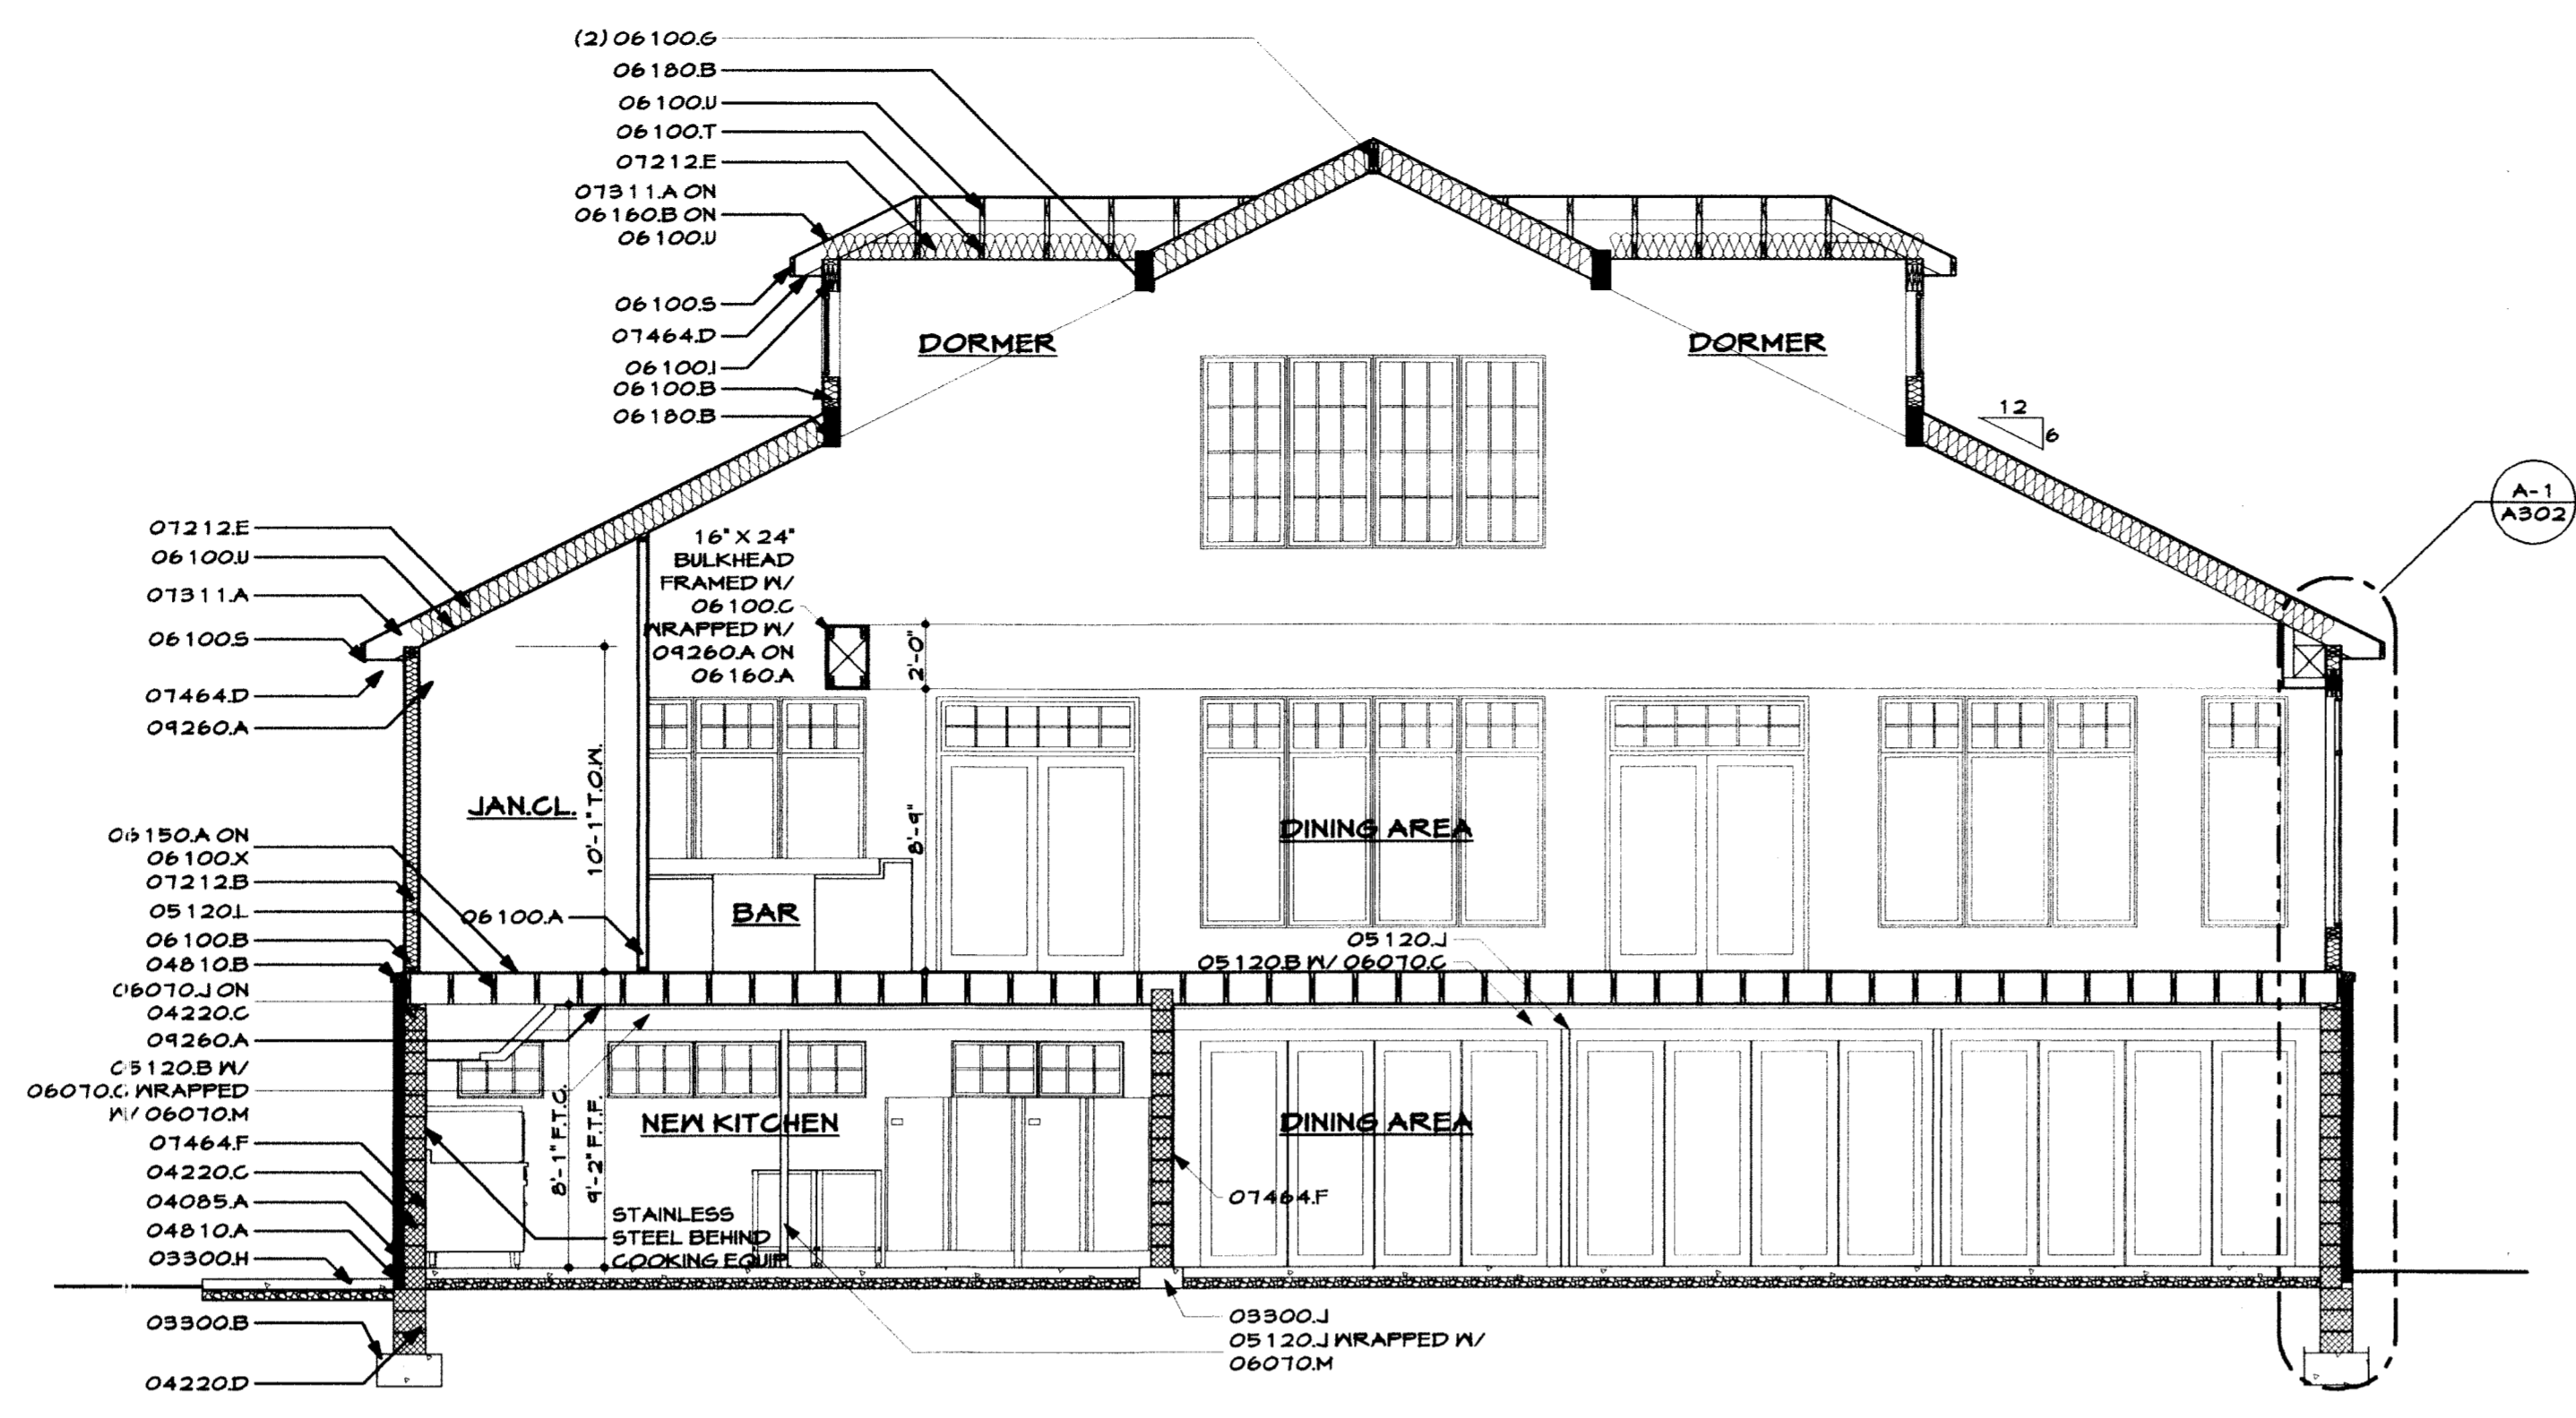 (2) 06100.G
06180.B
06100.U
06100.T
07212.E
07311.A ON
06160.B ON
06100.U
06100.S
07464.D
06100.I
06100.B
06180.B
DORMER
DORMER
12
6
A-1
A302
07212.E
06100.U
07311.A
06100.S
07464.D
09260.A
16" X 24"
BULKHEAD
FRAMED W/
06100.C
WRAPPED W/
09260.A ON
06160.A
2'-0"
10'-1" T.O.W.
8'-9"
JAN.CL.
BAR
DINING AREA
06100.A
06150.A ON
06100.X
07212.B
05120.L
06100.B
04810.B
06070.J ON
04220.C
09260.A
05120.B W/
06070.C WRAPPED
W/ 06070.M
07464.F
04220.C
04085.A
04810.A
03300.H
03300.B
04220.D
05120.J
05120.B W/ 06070.C
8'-1" F.T.C.
9'-2" F.T.F.
NEW KITCHEN
DINING AREA
STAINLESS
STEEL BEHIND
COOKING EQUIP.
07464.F
03300.J
05120.J WRAPPED W/
06070.M